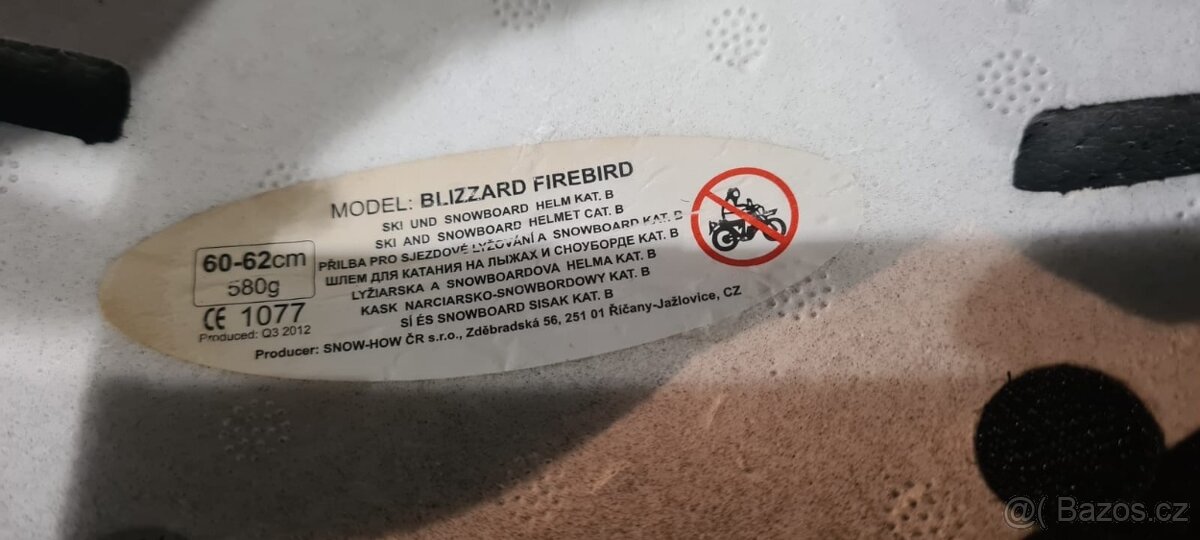 MODEL: BLIZZARD FIREBIRD
SKI UND SNOWBOARD HELM KAT. B
SKI AND SNOWBOARD HELMET CAT. B
PŘILBA PRO SJEZDOVÉ LYŽOVÁNÍ A SNOWBOARD KAT. B
ШЛЕМ ДЛЯ КАТАНИЯ НА ЛЫЖАХ И СНОУБОРДЕ KAT. B
LYŽIARSKA A SNOWBOARDOVA HELMA KAT. B
KASK NARCIARSKO-SNOWBORDOWY KAT. B
SÍ ÉS SNOWBOARD SISAK KAT. B
60-62cm
580g
CE 1077
Produced: Q3 2012
Producer: SNOW-HOW ČR s.r.o., Zděbradská 56, 251 01 Říčany-Jažlovice, CZ
@( Bazos.cz